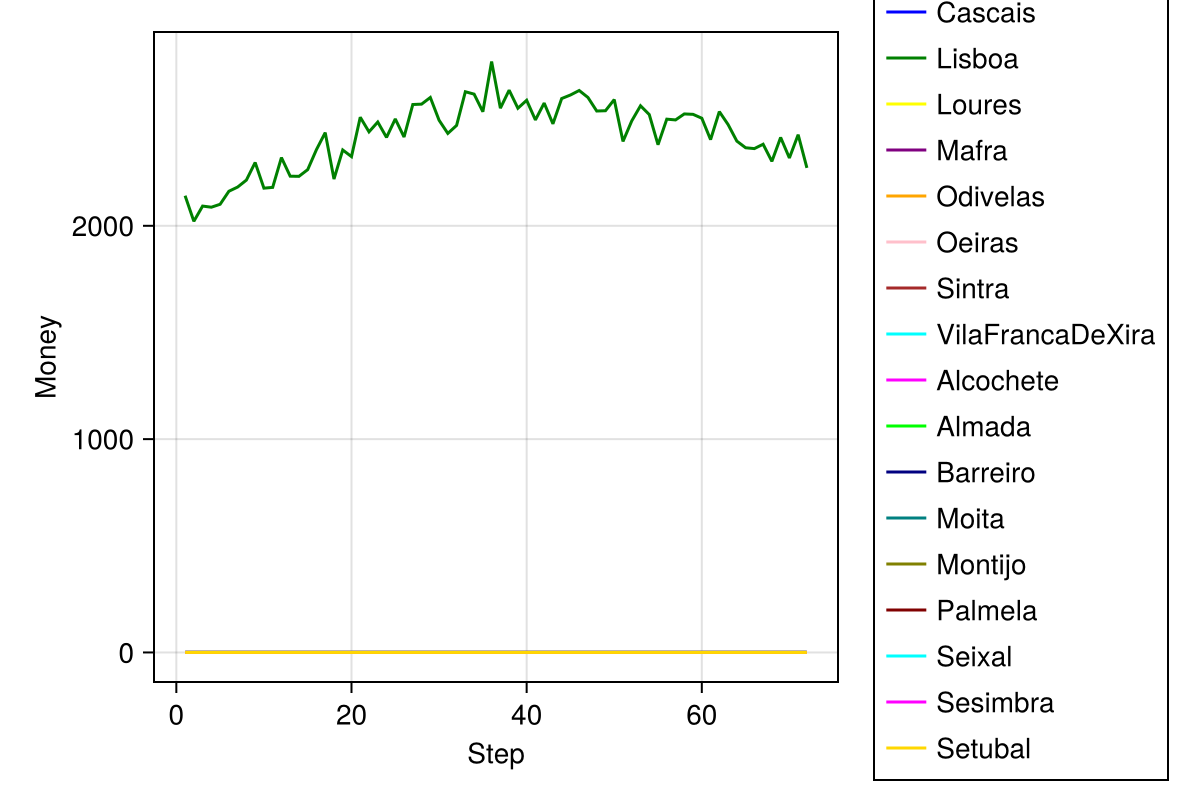 2000
1000
0
0
20
40
60
Money
Step
Cascais
Lisboa
Loures
Mafra
Odivelas
Oeiras
Sintra
VilaFrancaDeXira
Alcochete
Almada
Barreiro
Moita
Montijo
Palmela
Seixal
Sesimbra
Setubal